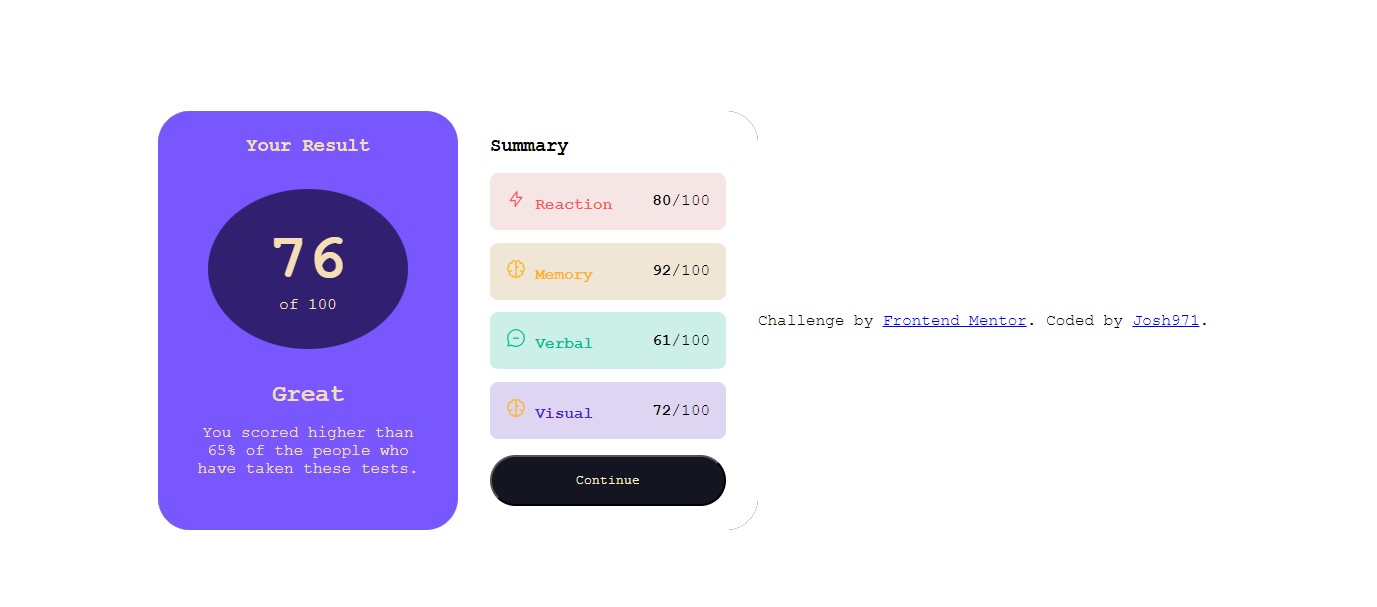 Your Result
76
of 100
Great
You scored higher than
65% of the people who
have taken these tests.
Summary
Reaction 80/100
Memory 92/100
Verbal 61/100
Visual 72/100
Continue
Challenge by Frontend Mentor. Coded by Josh971.